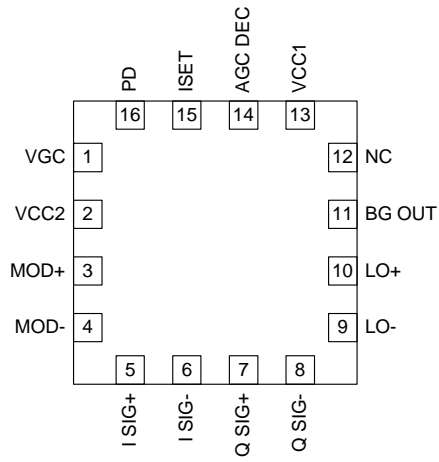 PD
ISET
AGC DEC
VCC1
16 15 14 13
VGC 1 12 NC
VCC2 2 11 BG OUT
MOD+ 3 10 LO+
MOD- 4 9 LO-
5 6 7 8
I SIG+
I SIG-
Q SIG+
Q SIG-